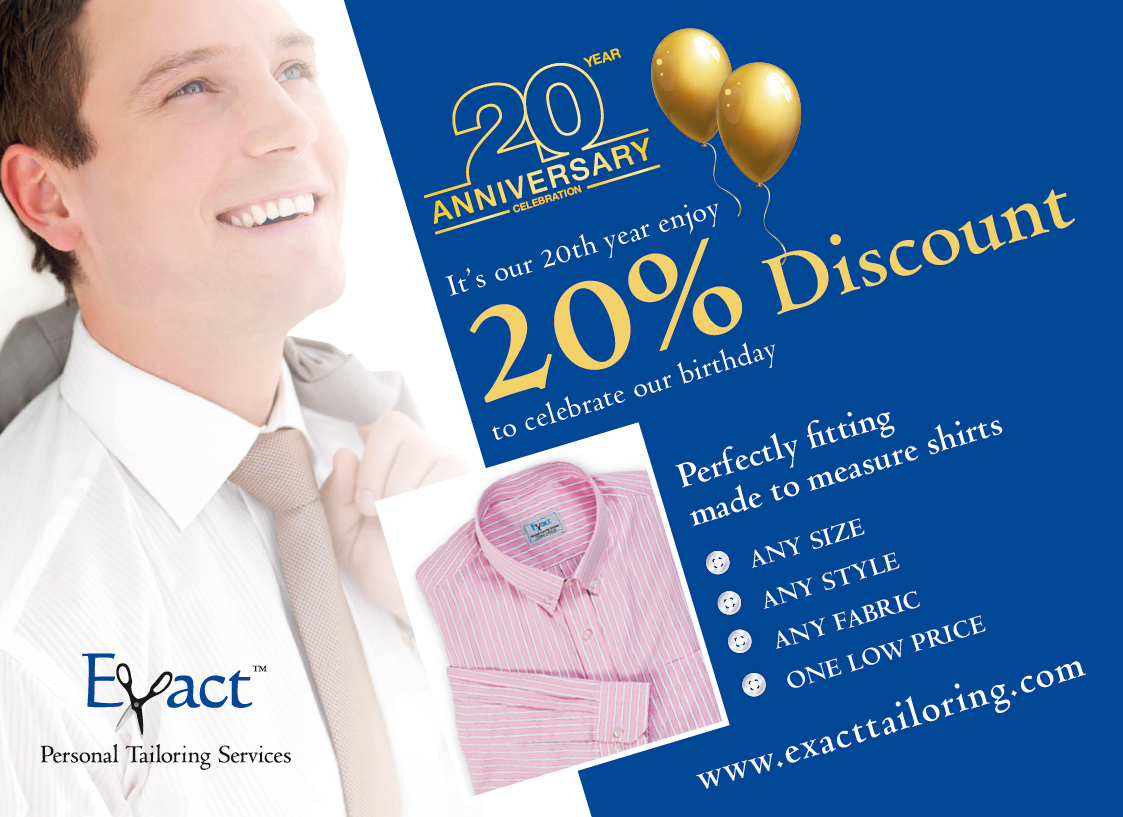 20 YEAR
ANNIVERSARY
CELEBRATION
It's our 20th year enjoy
20% Discount
to celebrate our birthday
Perfectly fitting
made to measure shirts
ANY SIZE
ANY STYLE
ANY FABRIC
ONE LOW PRICE
www.exacttailoring.com
Exact
Exact™
Personal Tailoring Services